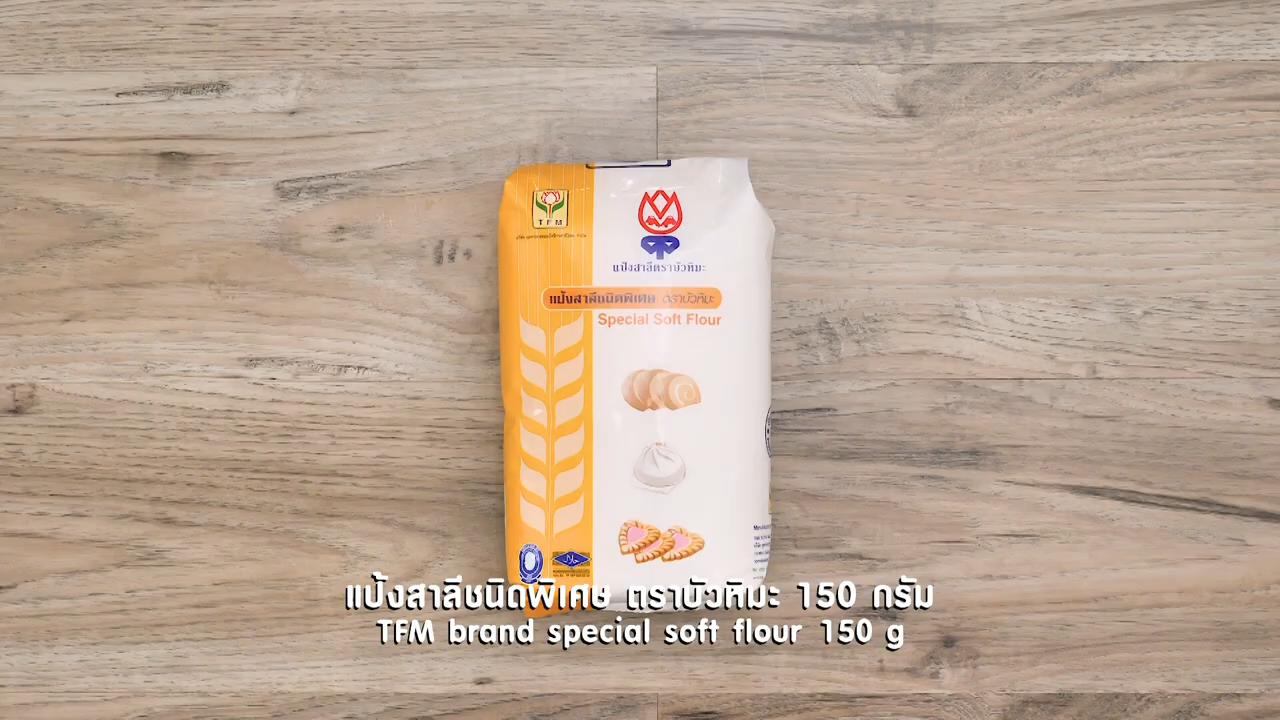 TFM
แป้งสาลีตราบัวหิมะ
แป้งสาลีชนิดพิเศษ ตราบัวหิมะ
Special Soft Flour
แป้งสาลีชนิดพิเศษ ตราบัวหิมะ 150 กรัม
TFM brand special soft flour 150 g